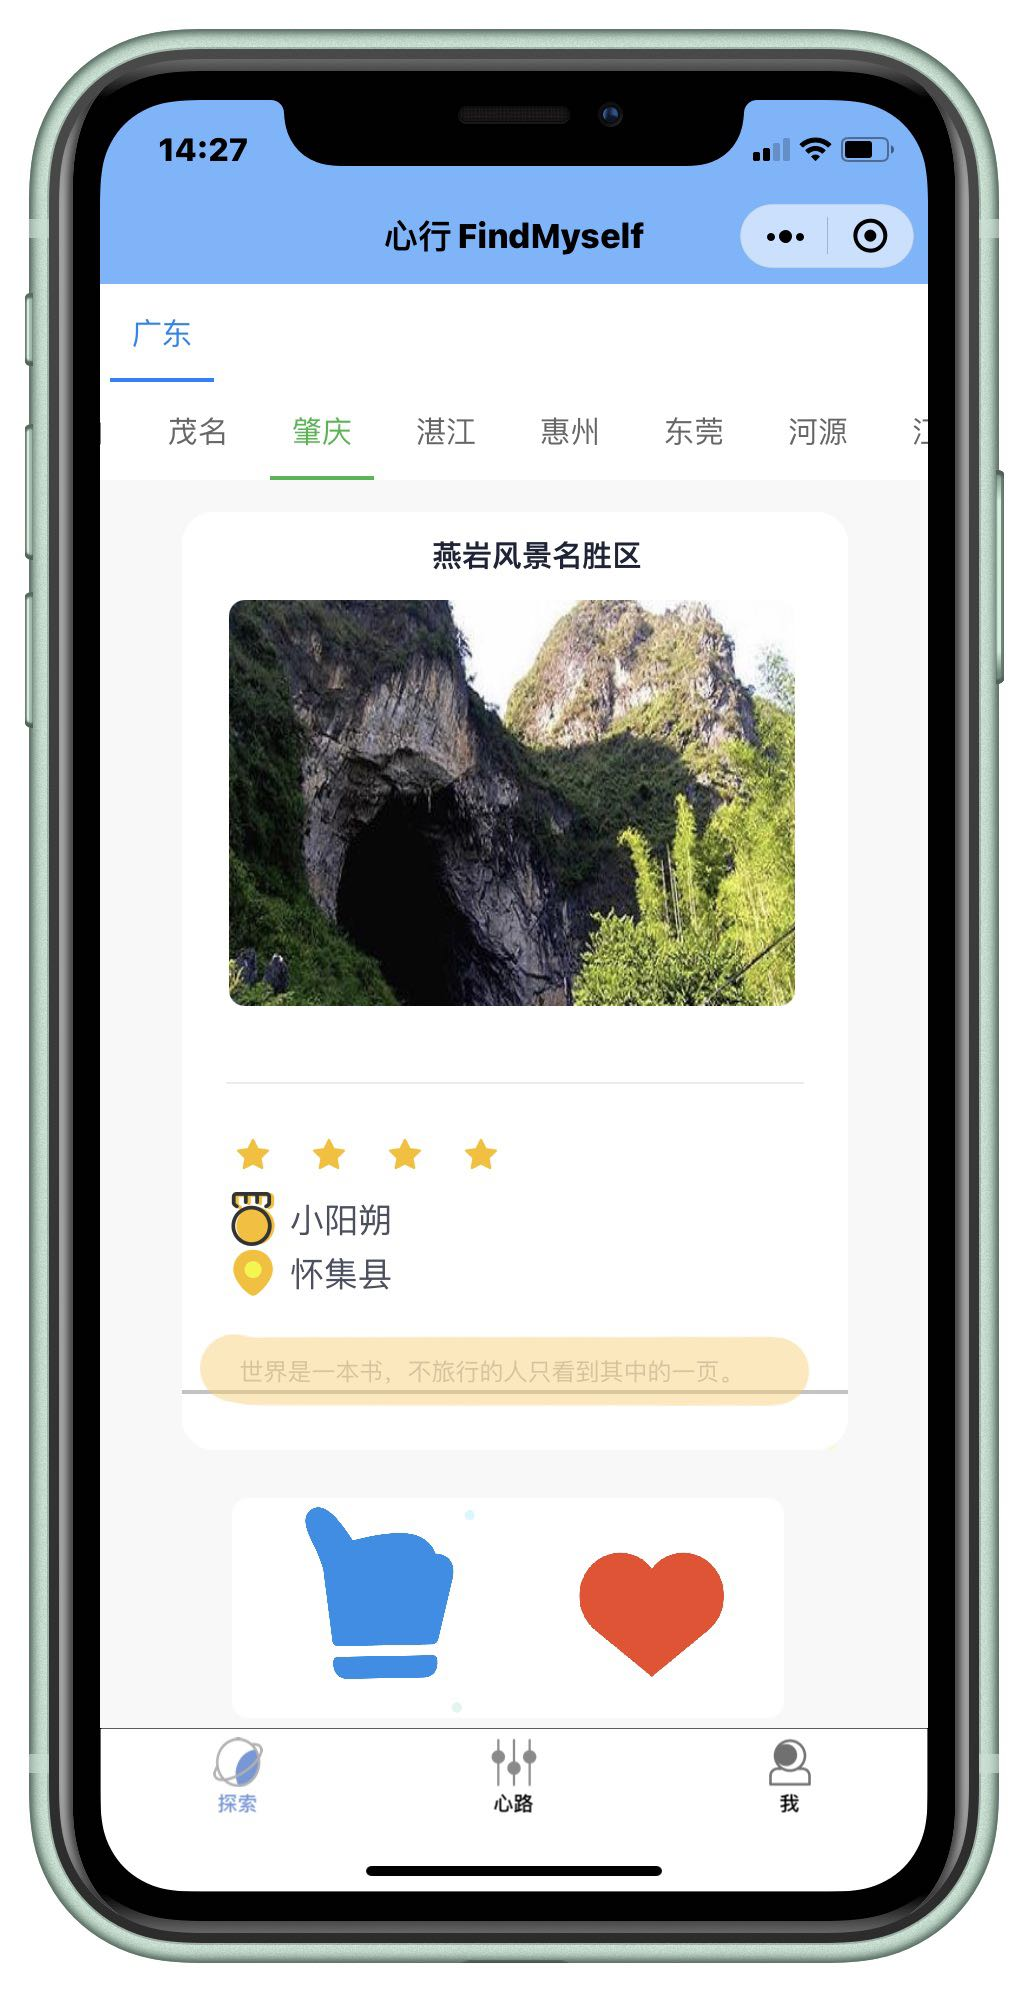 14:27
心行 FindMyself
广东
茂名 肇庆 湛江 惠州 东莞 河源
燕岩风景名胜区
小阳朔
怀集县
世界是一本书，不旅行的人只看到其中的一页。
探索 心路 我